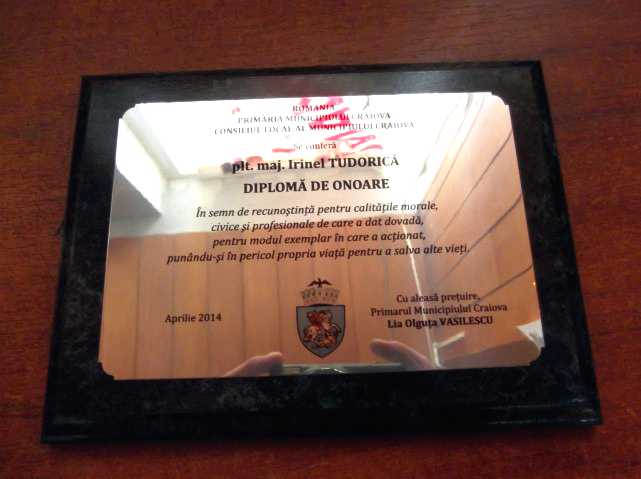 ROMÂNIA
PRIMĂRIA MUNICIPIULUI CRAIOVA
CONSILIUL LOCAL AL MUNICIPIULUI CRAIOVA
Se conferă
plt. maj. Irinel TUDORICĂ
DIPLOMĂ DE ONOARE
În semn de recunoștință pentru calitățile morale,
civice și profesionale de care a dat dovadă,
pentru modul exemplar în care a acționat,
punându-și în pericol propria viață pentru a salva alte vieți.
Aprilie 2014
Cu aleasă prețuire,
Primarul Municipiului Craiova
Lia Olguța VASILESCU